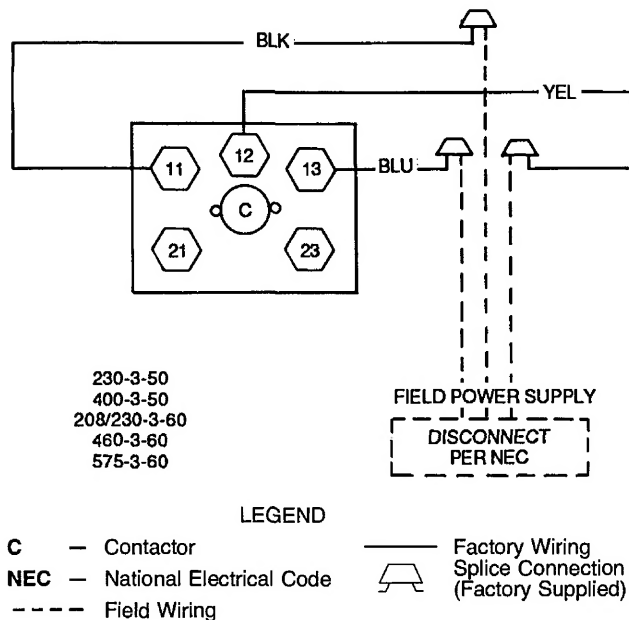 BLK
YEL
12
11
13
BLU
C
21
23
230-3-50
400-3-50
208/230-3-60
460-3-60
575-3-60
FIELD POWER SUPPLY
DISCONNECT
PER NEC
LEGEND
C – Contactor
NEC – National Electrical Code
Field Wiring
Factory Wiring
Splice Connection
(Factory Supplied)